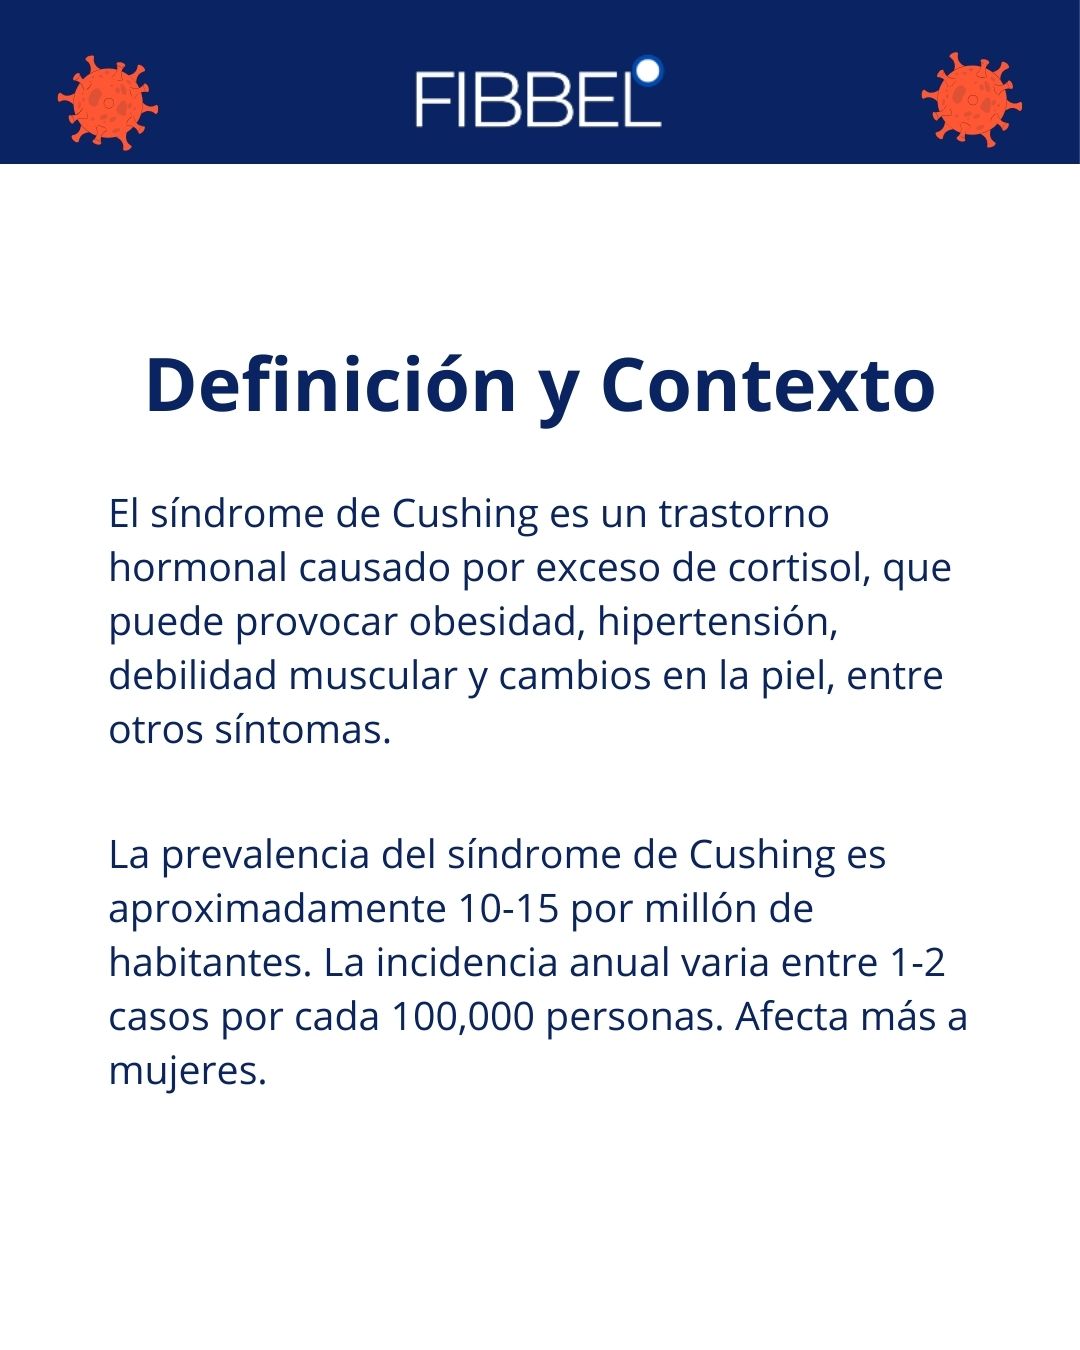 FIBBEL
Definición y Contexto
El síndrome de Cushing es un trastorno
hormonal causado por exceso de cortisol, que
puede provocar obesidad, hipertensión,
debilidad muscular y cambios en la piel, entre
otros síntomas.
La prevalencia del síndrome de Cushing es
aproximadamente 10-15 por millón de
habitantes. La incidencia anual varia entre 1-2
casos por cada 100,000 personas. Afecta más a
mujeres.